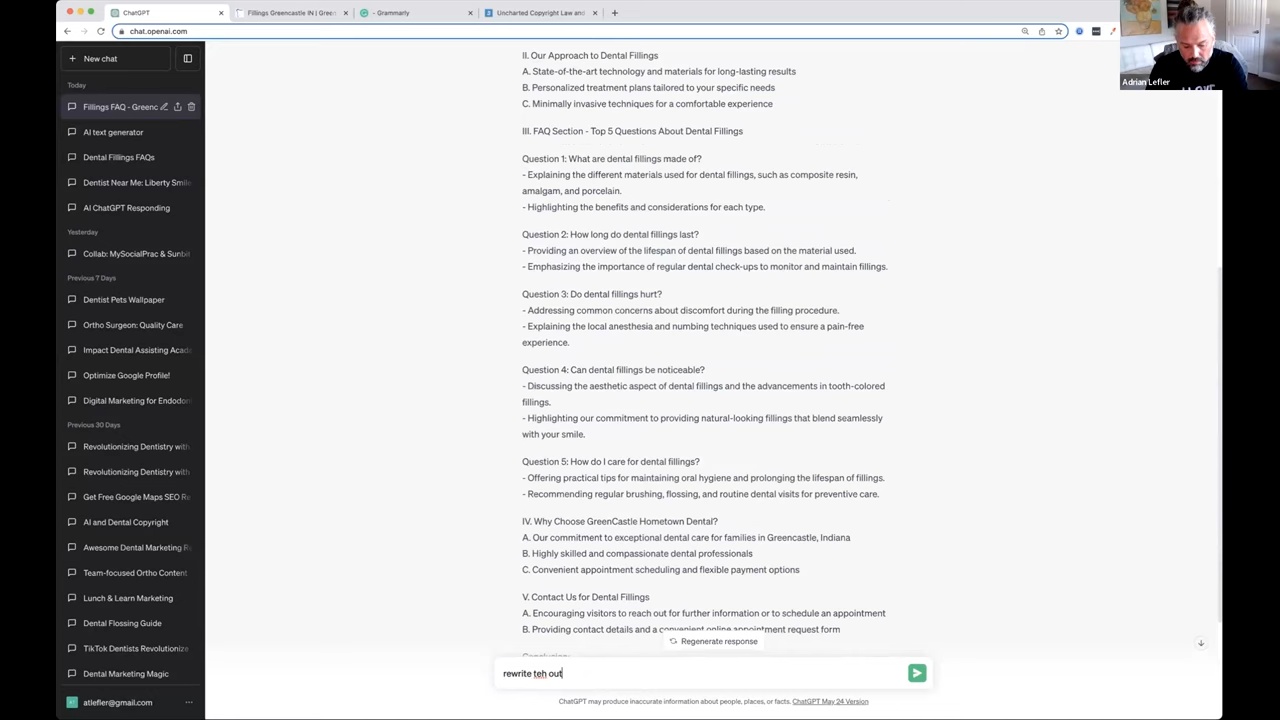 ChatGPT
Fillings Greencastle IN | Green
- Grammarly
Uncharted Copyright Law and
chat.openai.com
New chat
Today
Fillings FAQ - Greenc
AI text generator
Dental Fillings FAQs
Dentist Near Me: Liberty Smile
AI ChatGPT Responding
Yesterday
Collab: MySocialPrac & Sunbit
Previous 7 Days
Dentist Pets Wallpaper
Ortho Surgeon: Quality Care
Impact Dental Assisting Acade
Optimize Google Profile!
Digital Marketing for Endodon
Previous 30 Days
Revolutionizing Dentistry with
Revolutionizing Dentistry with
Get Free Google Maps SEO Re
AI and Dental Copyright
Awesome Dental Marketing Re
Team-focused Ortho Content
Lunch & Learn Marketing
Dental Flossing Guide
TikTok Dentists Revolutionize
Dental Marketing Magic
atlefler@gmail.com
II. Our Approach to Dental Fillings
A. State-of-the-art technology and materials for long-lasting results
B. Personalized treatment plans tailored to your specific needs
C. Minimally invasive techniques for a comfortable experience
III. FAQ Section - Top 5 Questions About Dental Fillings
Question 1: What are dental fillings made of?
- Explaining the different materials used for dental fillings, such as composite resin,
amalgam, and porcelain.
- Highlighting the benefits and considerations for each type.
Question 2: How long do dental fillings last?
- Providing an overview of the lifespan of dental fillings based on the material used.
- Emphasizing the importance of regular dental check-ups to monitor and maintain fillings.
Question 3: Do dental fillings hurt?
- Addressing common concerns about discomfort during the filling procedure.
- Explaining the local anesthesia and numbing techniques used to ensure a pain-free
experience.
Question 4: Can dental fillings be noticeable?
- Discussing the aesthetic aspect of dental fillings and the advancements in tooth-colored
fillings.
- Highlighting our commitment to providing natural-looking fillings that blend seamlessly
with your smile.
Question 5: How do I care for dental fillings?
- Offering practical tips for maintaining oral hygiene and prolonging the lifespan of fillings.
- Recommending regular brushing, flossing, and routine dental visits for preventive care.
IV. Why Choose GreenCastle Hometown Dental?
A. Our commitment to exceptional dental care for families in Greencastle, Indiana
B. Highly skilled and compassionate dental professionals
C. Convenient appointment scheduling and flexible payment options
V. Contact Us for Dental Fillings
A. Encouraging visitors to reach out for further information or to schedule an appointment
B. Providing contact details and a convenient online appointment request form
Conclusion:
Regenerate response
rewrite teh out
ChatGPT may produce inaccurate information about people, places, or facts. ChatGPT May 24 Version
Adrian Lefler